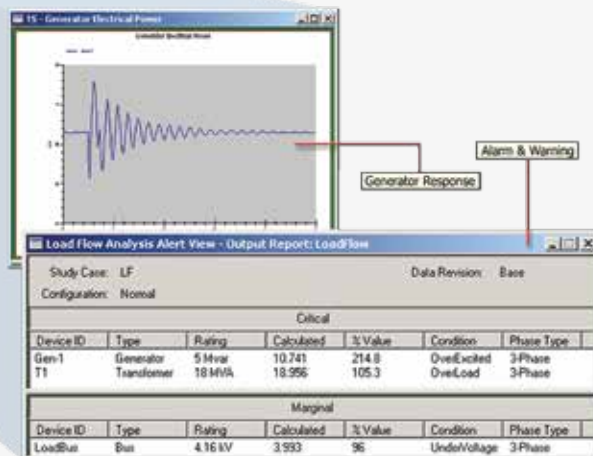 TS - Generator Electrical Power
Generator Electrical Power
Generator Response
Alarm & Warning
Load Flow Analysis Alert View - Output Report: LoadFlow
Study Case: LF Data Revision: Base
Configuration: Normal
Critical
Device ID Type Rating Calculated % Value Condition Phase Type
Gen-1 Generator 5 Mvar 10.741 214.8 OverExcited 3-Phase
T1 Transformer 18 MVA 18.956 105.3 OverLoad 3-Phase
Marginal
Device ID Type Rating Calculated % Value Condition Phase Type
LoadBus Bus 4.16 kV 3.993 96 UnderVoltage 3-Phase